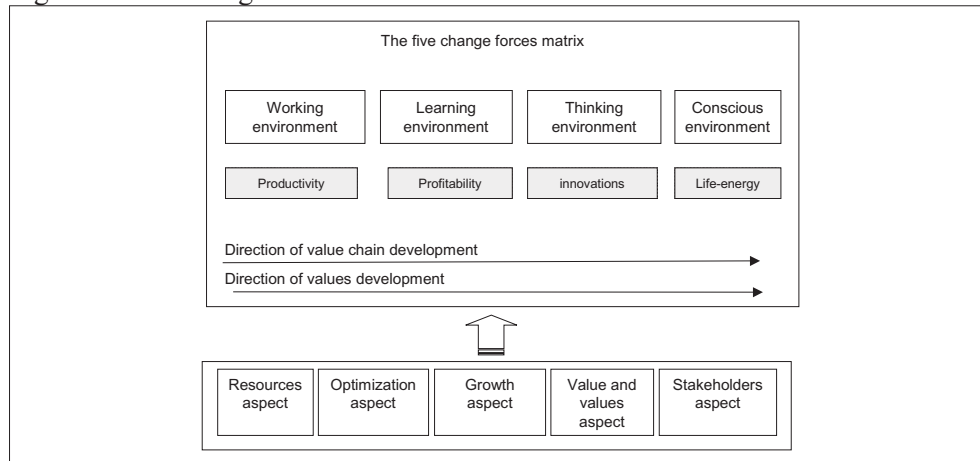 The five change forces matrix
Working
environment
Learning
environment
Thinking
environment
Conscious
environment
Productivity
Profitability
innovations
Life-energy
Direction of value chain development
Direction of values development
Resources
aspect
Optimization
aspect
Growth
aspect
Value and
values
aspect
Stakeholders
aspect